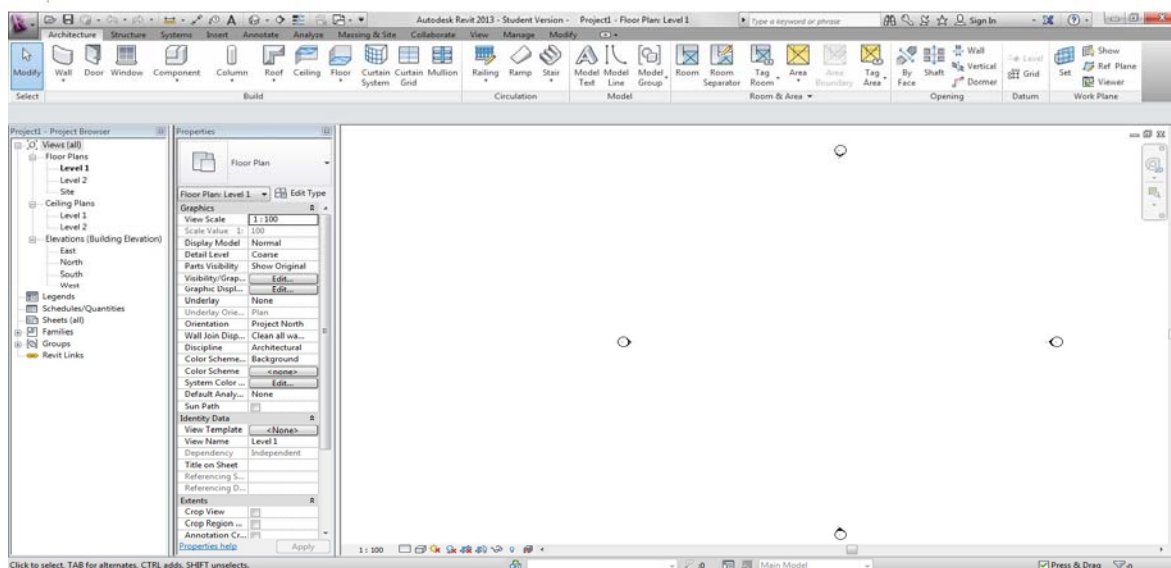 Autodesk Revit 2013 - Student Version - Project1 - Floor Plan: Level 1
Type a keyword or phrase
Sign In
Architecture Structure Systems Insert Annotate Analyze Massing & Site Collaborate View Manage Modify
Modify Wall Door Window Component Column Roof Ceiling Floor Curtain System Curtain Grid Mullion Railing Ramp Stair Model Text Model Line Model Group Room Room Separator Tag Room Area Area Boundary Tag Area By Face Shaft Wall Vertical Dormer Level Grid Set Show Ref Plane Viewer
Select Build Circulation Model Room & Area Opening Datum Work Plane
Project1 - Project Browser
Views (all)
Floor Plans
Level 1
Level 2
Site
Ceiling Plans
Level 1
Level 2
Elevations (Building Elevation)
East
North
South
West
Legends
Schedules/Quantities
Sheets (all)
Families
Groups
Revit Links
Properties
Floor Plan
Floor Plan: Level 1 Edit Type
Graphics
View Scale 1 : 100
Scale Value 1: 100
Display Model Normal
Detail Level Coarse
Parts Visibility Show Original
Visibility/Grap... Edit...
Graphic Displ... Edit...
Underlay None
Underlay Orie... Plan
Orientation Project North
Wall Join Disp... Clean all wa...
Discipline Architectural
Color Scheme... Background
Color Scheme <none>
System Color ... Edit...
Default Analy... None
Sun Path
Identity Data
View Template <None>
View Name Level 1
Dependency Independent
Title on Sheet
Referencing S...
Referencing D...
Extents
Crop View
Crop Region ...
Annotation Cr...
Properties help Apply
1 : 100
Click to select, TAB for alternates, CTRL adds, SHIFT unselects.
:0 Main Model
Press & Drag :0